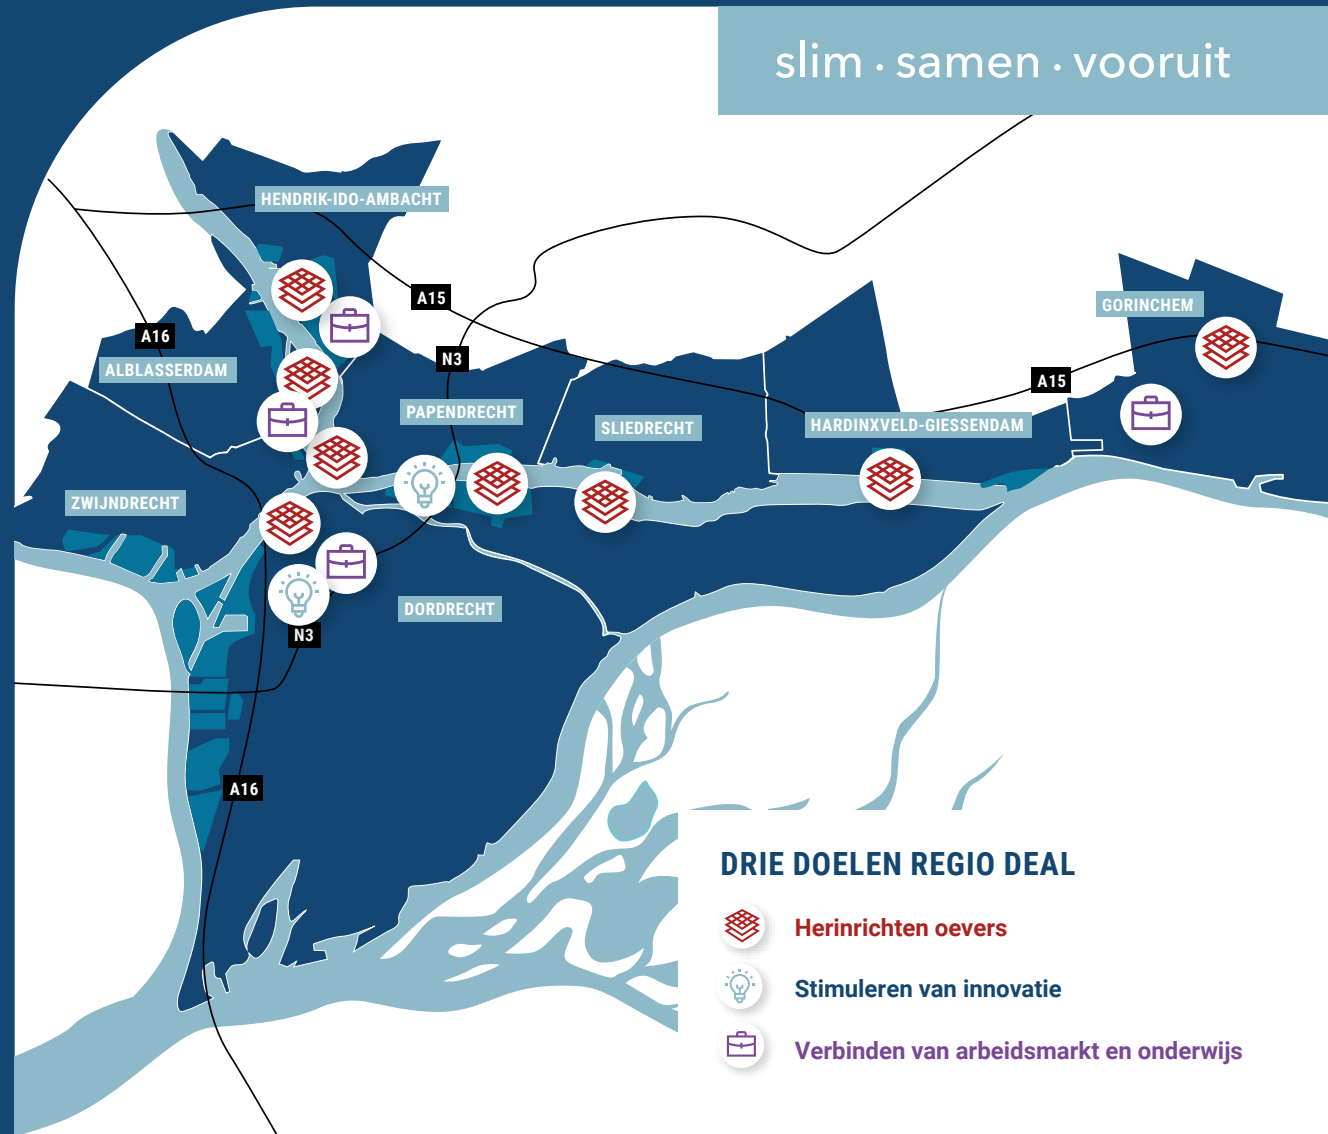 slim · samen · vooruit
HENDRIK-IDO-AMBACHT
A15
GORINCHEM
A16
N3
ALBLASSERDAM
A15
PAPENDRECHT
SLIEDRECHT
HARDINXVELD-GIESSENDAM
ZWIJNDRECHT
DORDRECHT
N3
A16
DRIE DOELEN REGIO DEAL
Herinrichten oevers
Stimuleren van innovatie
Verbinden van arbeidsmarkt en onderwijs